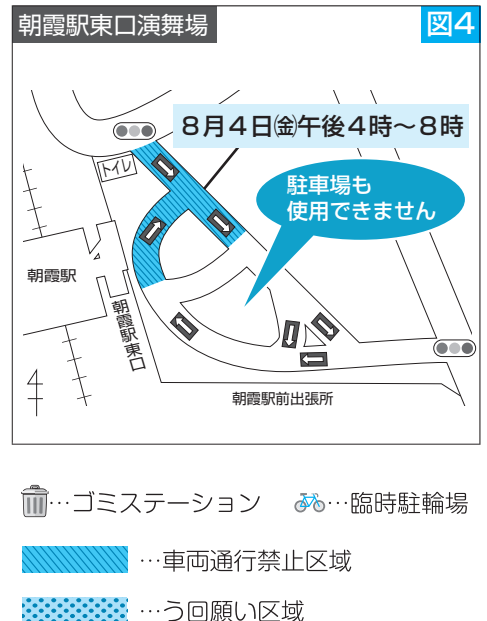 朝霞駅東口演舞場
図4
8月4日㈮午後4時~8時
トイレ
駐車場も
使用できません
朝霞駅
朝霞駅東口
朝霞駅前出張所
…ゴミステーション
…臨時駐輪場
…車両通行禁止区域
…う回願い区域